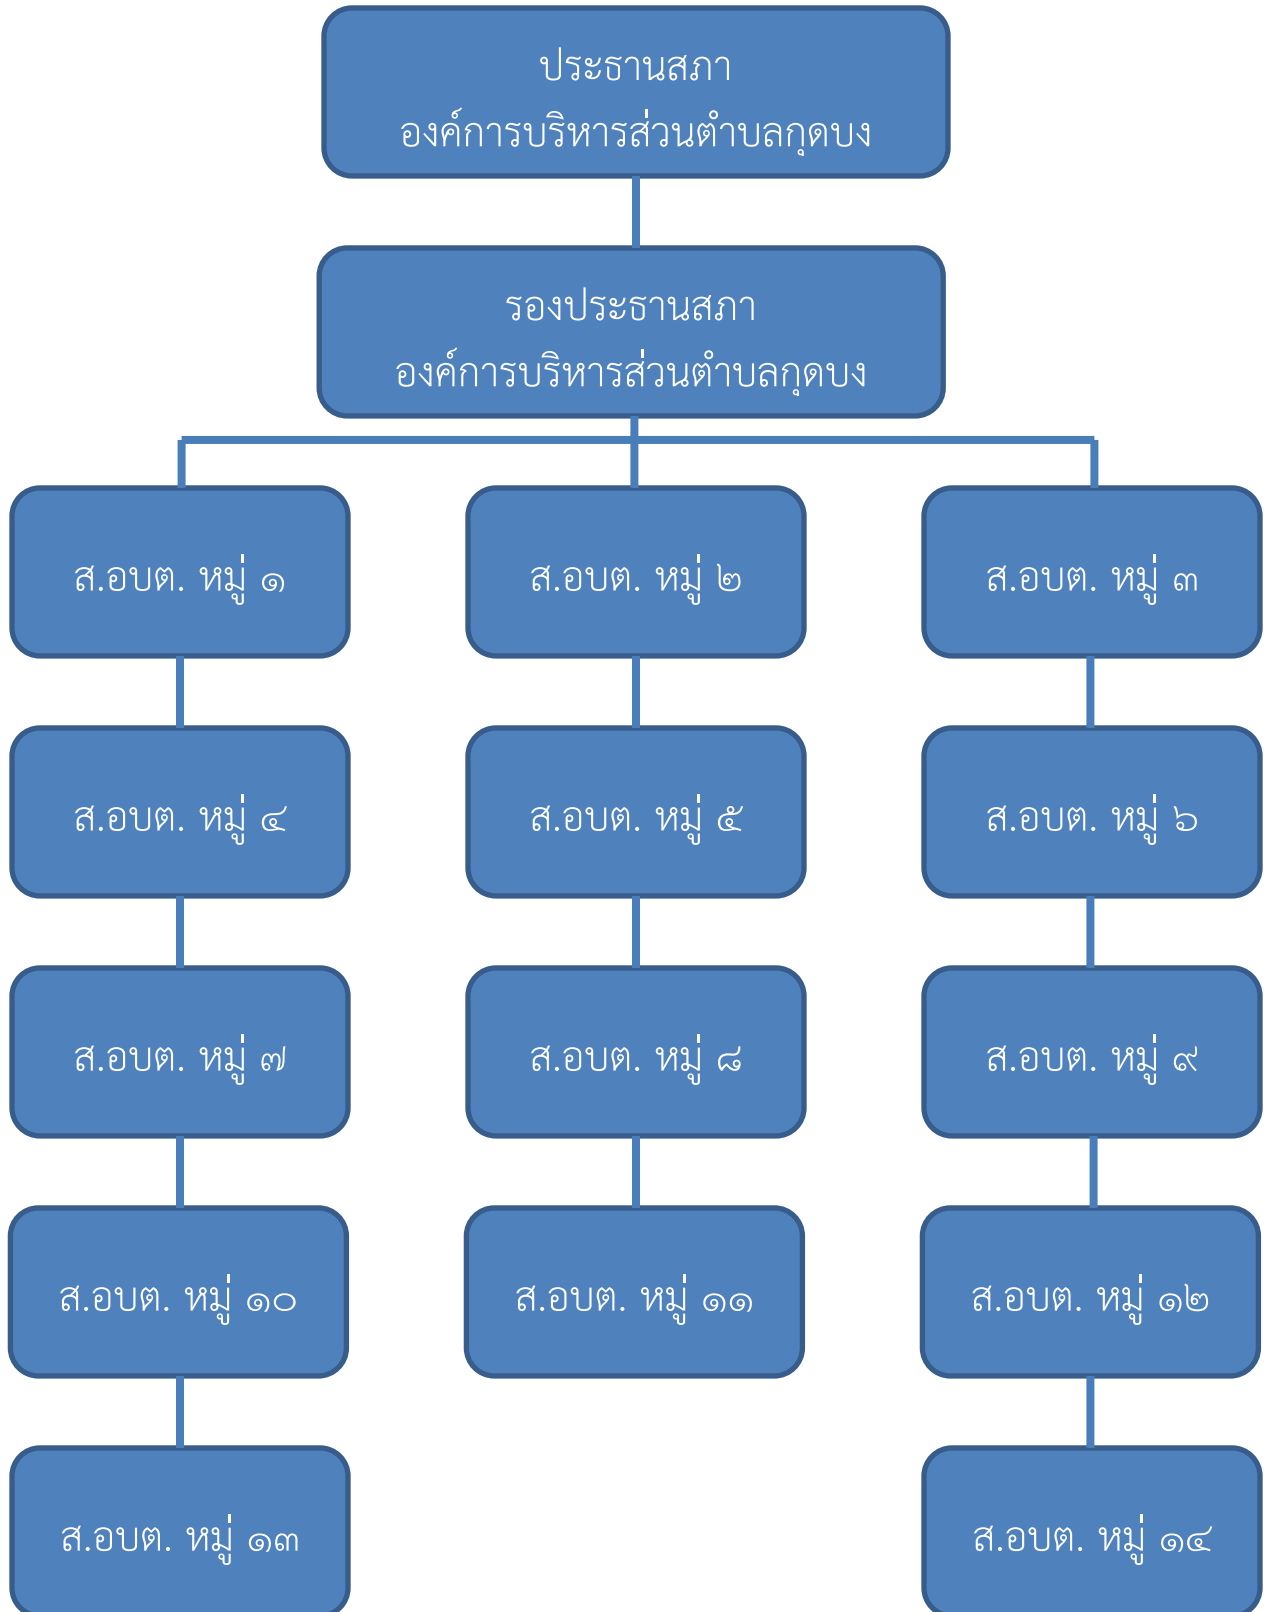 ประธานสภา
องค์การบริหารส่วนตำบลกุดบง
รองประธานสภา
องค์การบริหารส่วนตำบลกุดบง
ส.อบต. หมู่ ๑
ส.อบต. หมู่ ๒
ส.อบต. หมู่ ๓
ส.อบต. หมู่ ๔
ส.อบต. หมู่ ๕
ส.อบต. หมู่ ๖
ส.อบต. หมู่ ๗
ส.อบต. หมู่ ๘
ส.อบต. หมู่ ๙
ส.อบต. หมู่ ๑๐
ส.อบต. หมู่ ๑๑
ส.อบต. หมู่ ๑๒
ส.อบต. หมู่ ๑๓
ส.อบต. หมู่ ๑๔